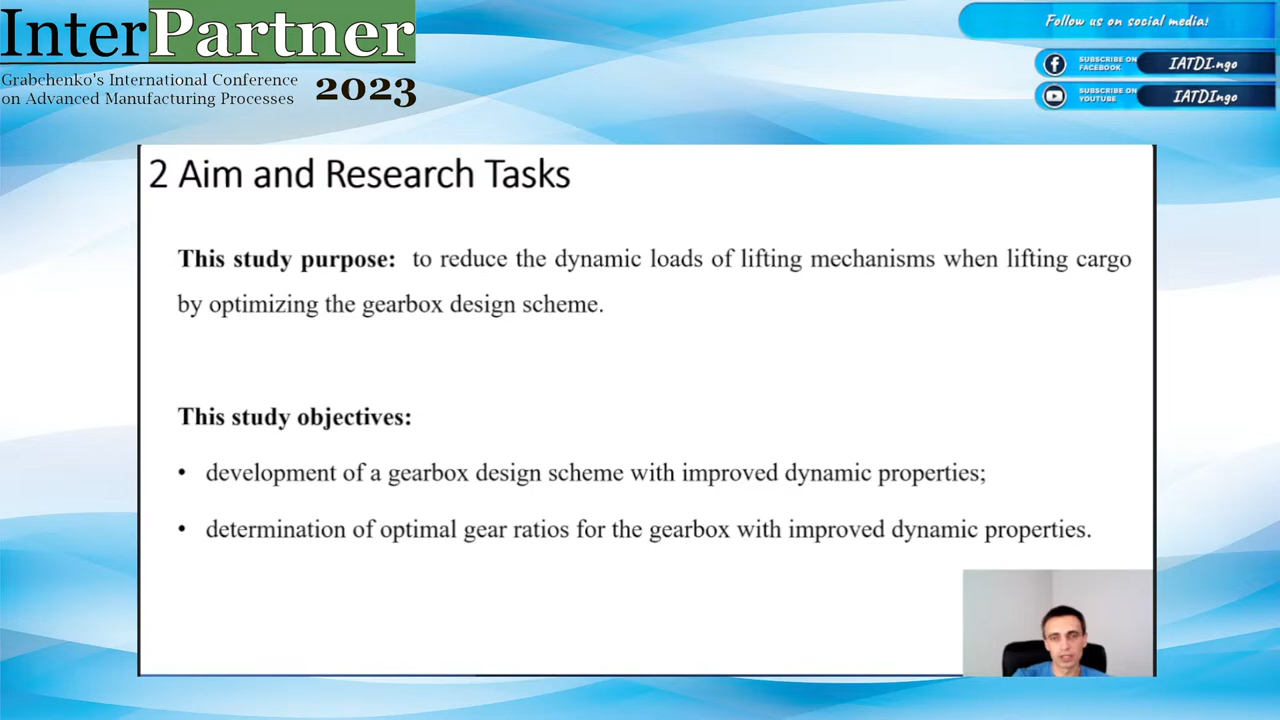 InterPartner
Grabchenko's International Conference
on Advanced Manufacturing Processes
2023
Follow us on social media!
SUBSCRIBE ON
FACEBOOK
IATDI.ngo
SUBSCRIBE ON
YOUTUBE
IATDIngo
2 Aim and Research Tasks
This study purpose: to reduce the dynamic loads of lifting mechanisms when lifting cargo
by optimizing the gearbox design scheme.
This study objectives:
• development of a gearbox design scheme with improved dynamic properties;
• determination of optimal gear ratios for the gearbox with improved dynamic properties.